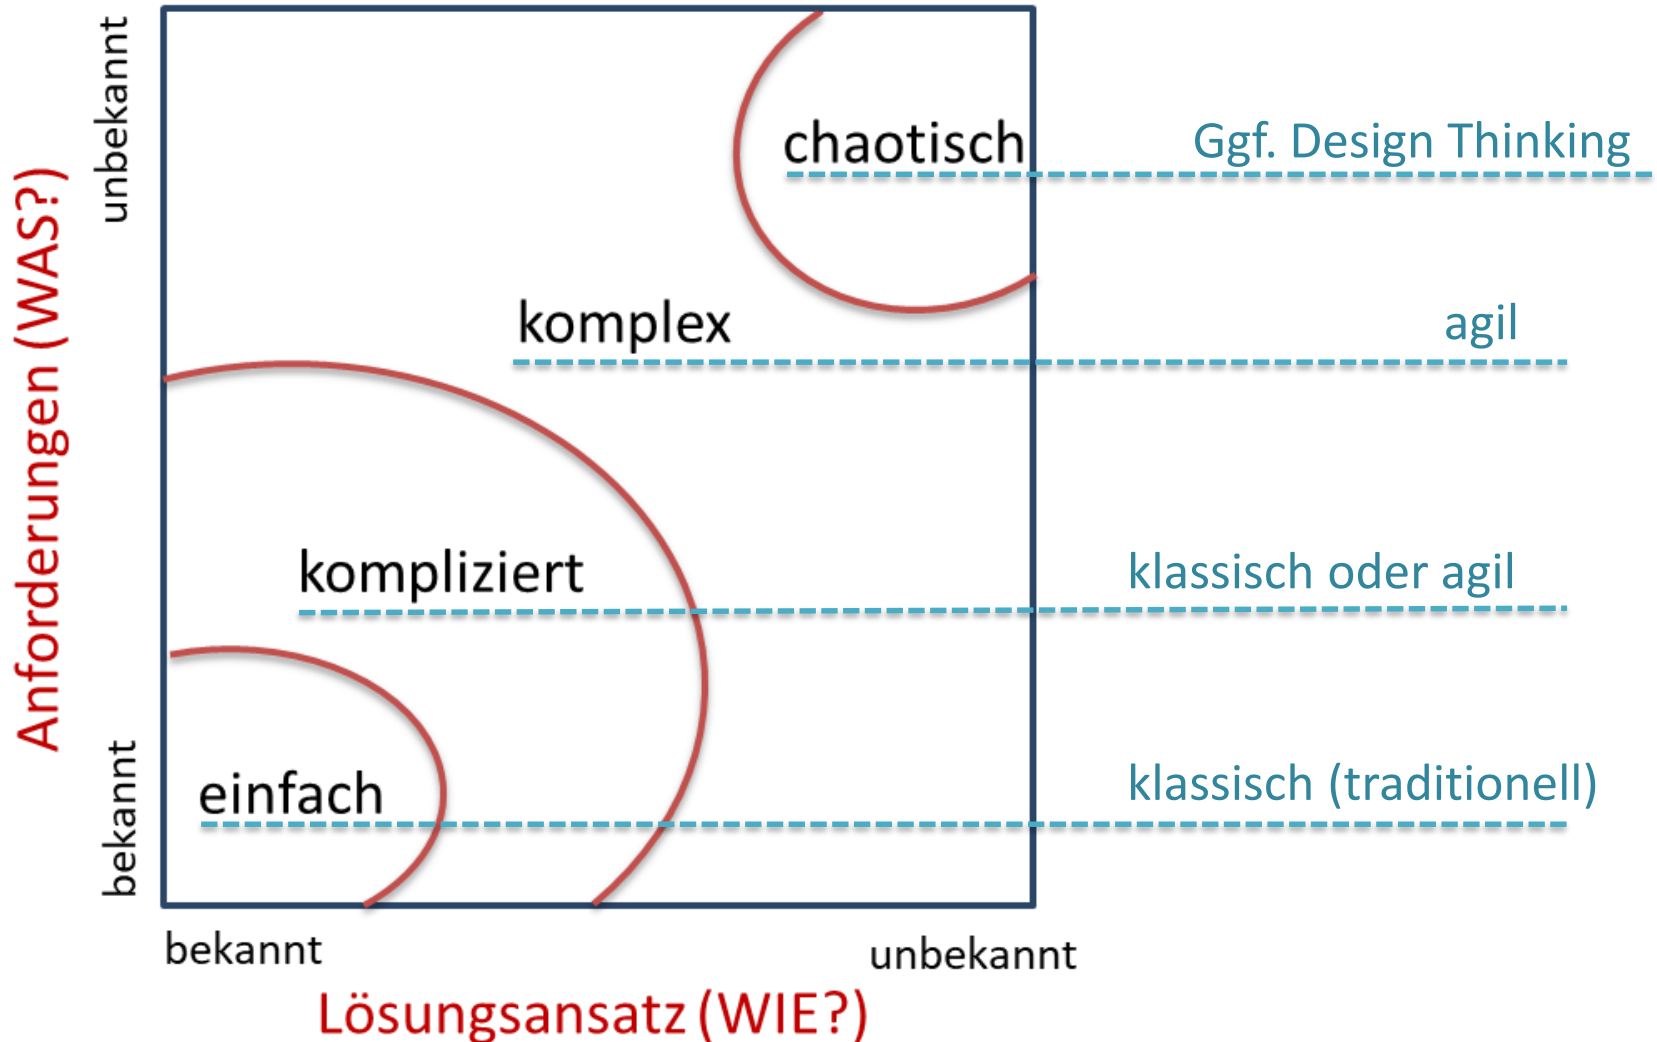 unbekannt
chaotisch
Ggf. Design Thinking
Anforderungen (WAS?)
komplex
agil
kompliziert
klassisch oder agil
bekannt
einfach
klassisch (traditionell)
bekannt
unbekannt
Lösungsansatz (WIE?)